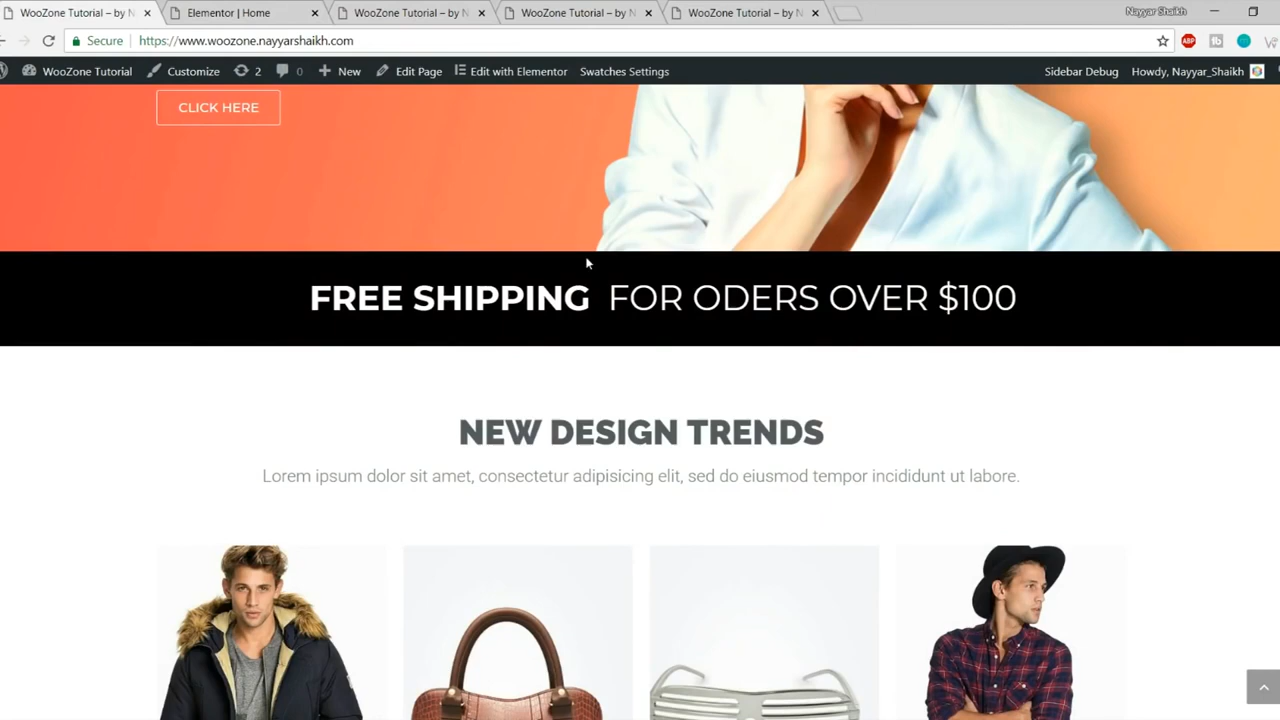 WooZone Tutorial – by N
Elementor | Home
WooZone Tutorial – by N
WooZone Tutorial – by N
WooZone Tutorial – by N
Nayyar Shaikh
Secure
https://www.woozone.nayyarshaikh.com
ABP
WooZone Tutorial
Customize
2
0
New
Edit Page
Edit with Elementor
Swatches Settings
Sidebar Debug
Howdy, Nayyar_Shaikh
CLICK HERE
FREE SHIPPING FOR ODERS OVER $100
NEW DESIGN TRENDS
Lorem ipsum dolor sit amet, consectetur adipisicing elit, sed do eiusmod tempor incididunt ut labore.